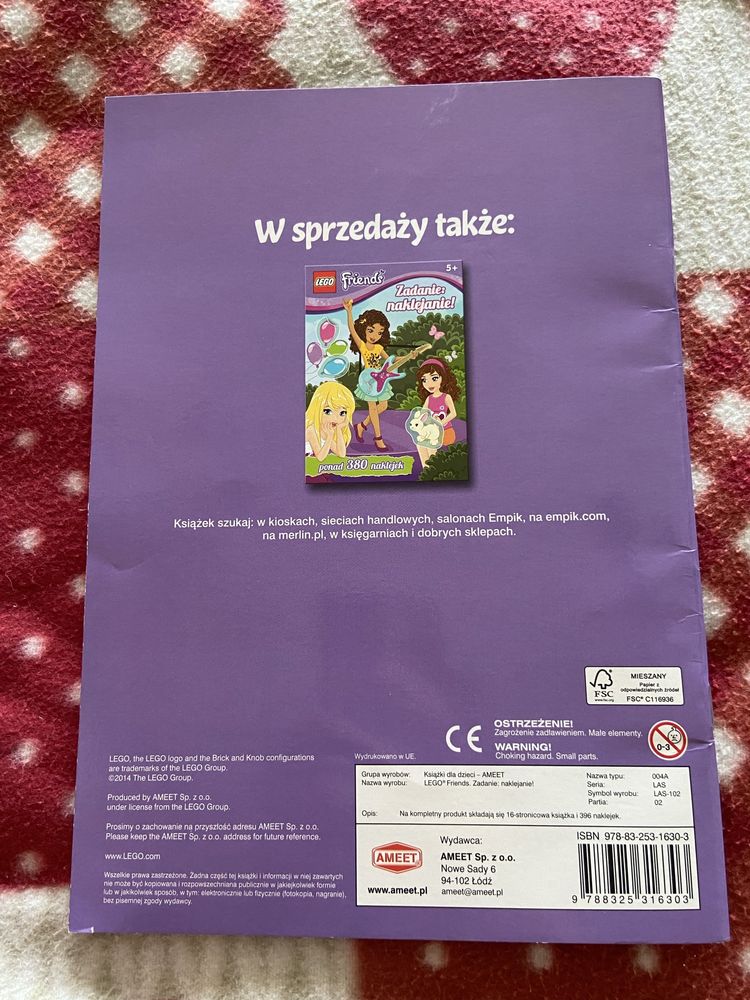 W sprzedaży także:
LEGO Friends 5+
Zadanie:
naklejanie!
ponad 380 naklejek
Książek szukaj: w kioskach, sieciach handlowych, salonach Empik, na empik.com,
na merlin.pl, w księgarniach i dobrych sklepach.
FSC
www.fsc.org
MIESZANY
Papier z
odpowiedzialnych źródeł
FSC® C116936
CE
OSTRZEŻENIE!
Zagrożenie zadławieniem. Małe elementy.
WARNING!
Choking hazard. Small parts.
0-3
LEGO, the LEGO logo and the Brick and Knob configurations
are trademarks of the LEGO Group.
©2014 The LEGO Group.
Produced by AMEET Sp. z o.o.
under license from the LEGO Group.
Prosimy o zachowanie na przyszłość adresu AMEET Sp. z o.o.
Please keep the AMEET Sp. z o.o. address for future reference.
www.LEGO.com
Wszelkie prawa zastrzeżone. Żadna część tej książki i informacji w niej zawartych
nie może być kopiowana i rozpowszechniana publicznie w jakiejkolwiek formie
lub w jakikolwiek sposób, w tym: elektronicznie lub fizycznie (fotokopia, nagranie),
bez pisemnej zgody wydawcy.
Wydrukowano w UE.
Grupa wyrobów: Książki dla dzieci – AMEET
Nazwa wyrobu: LEGO® Friends. Zadanie: naklejanie!
Nazwa typu: 004A
Seria: LAS
Symbol wyrobu: LAS-102
Partia: 02
Opis: Na kompletny produkt składają się 16-stronicowa książka i 396 naklejek.
AMEET
www.ameet.pl
Wydawca:
AMEET Sp. z o.o.
Nowe Sady 6
94-102 Łódź
ameet@ameet.pl
ISBN 978-83-253-1630-3
9 788325 316303